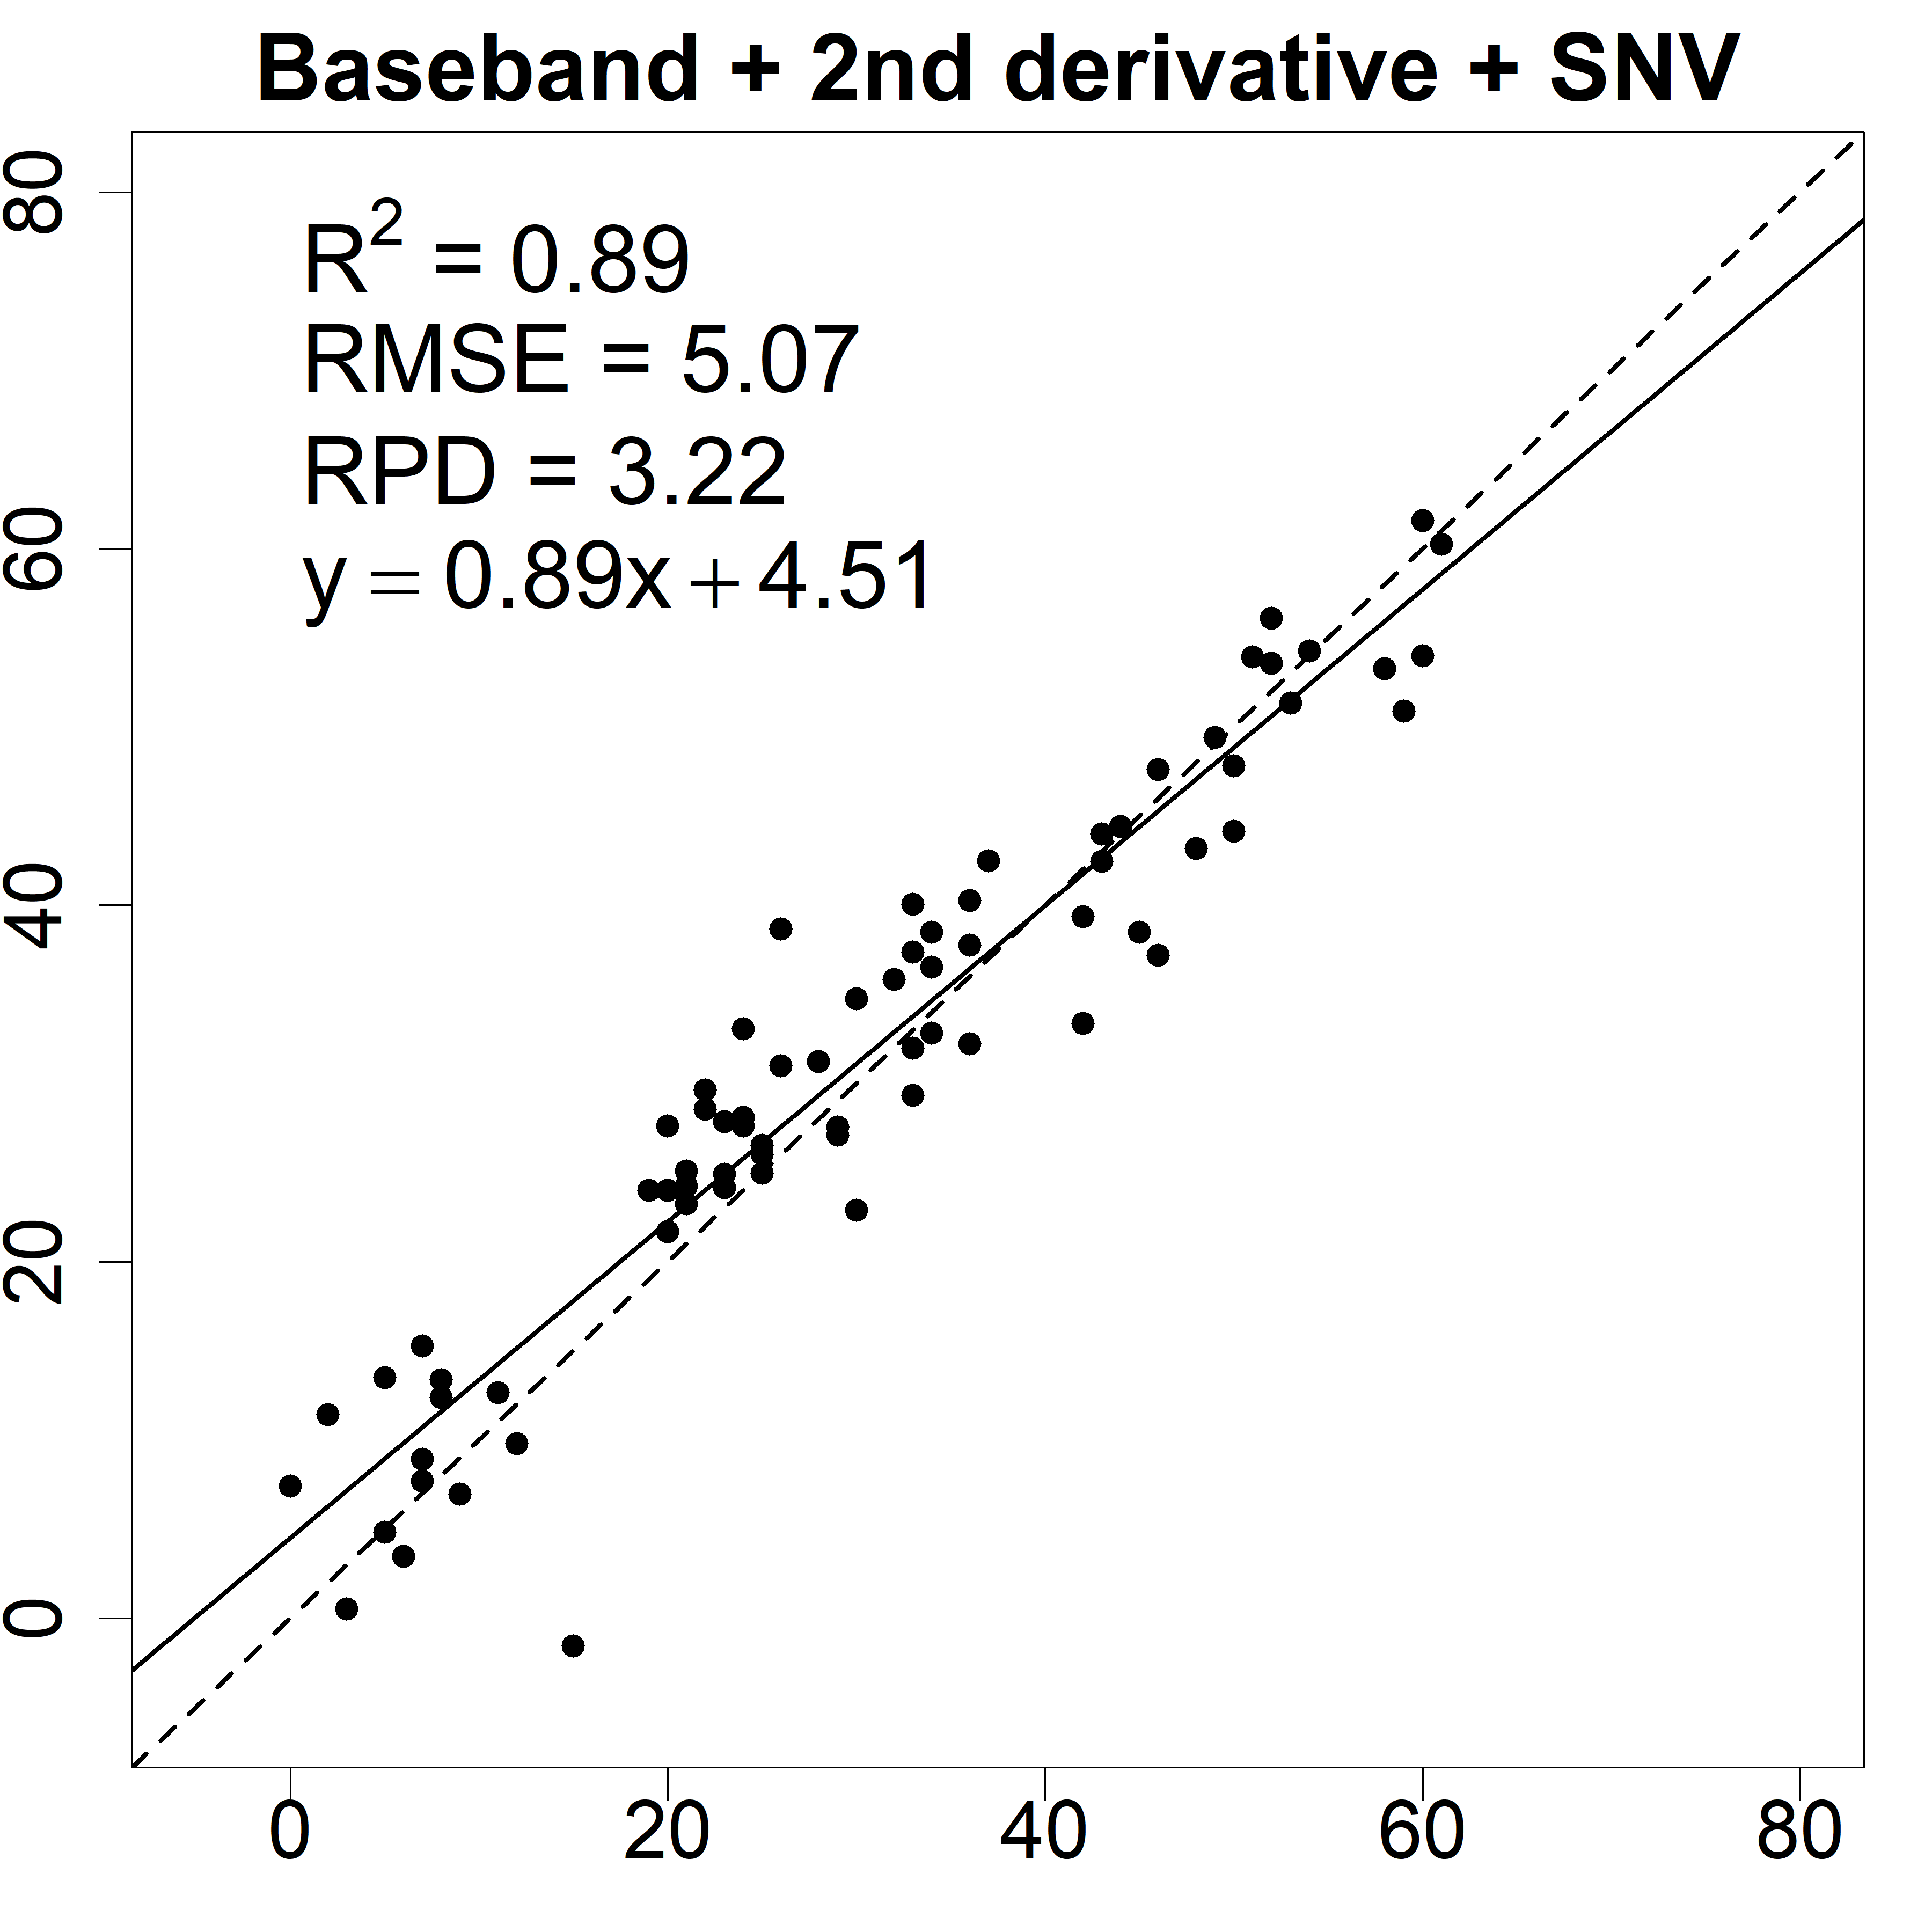 Baseband + 2nd derivative + SNV
R² = 0.89
RMSE = 5.07
RPD = 3.22
y = 0.89x + 4.51
80
60
40
20
0
0 20 40 60 80